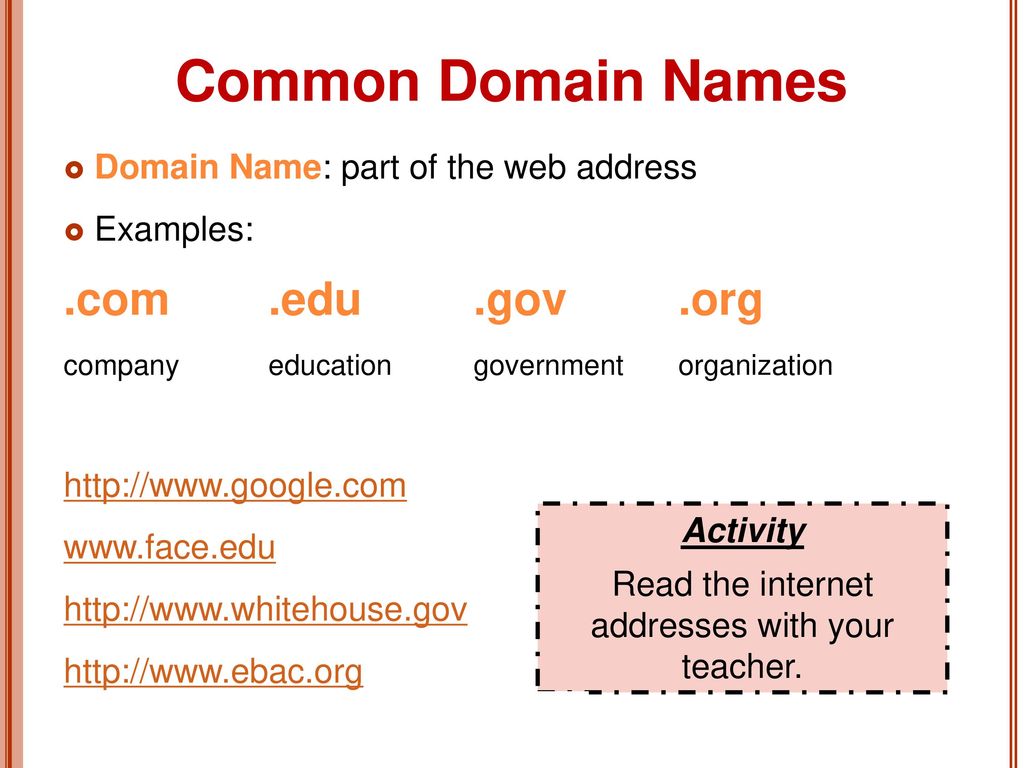 Common Domain Names
Domain Name: part of the web address
Examples:
.com .edu .gov .org
company education government organization
http://www.google.com
www.face.edu
http://www.whitehouse.gov
http://www.ebac.org
Activity
Read the internet
addresses with your
teacher.